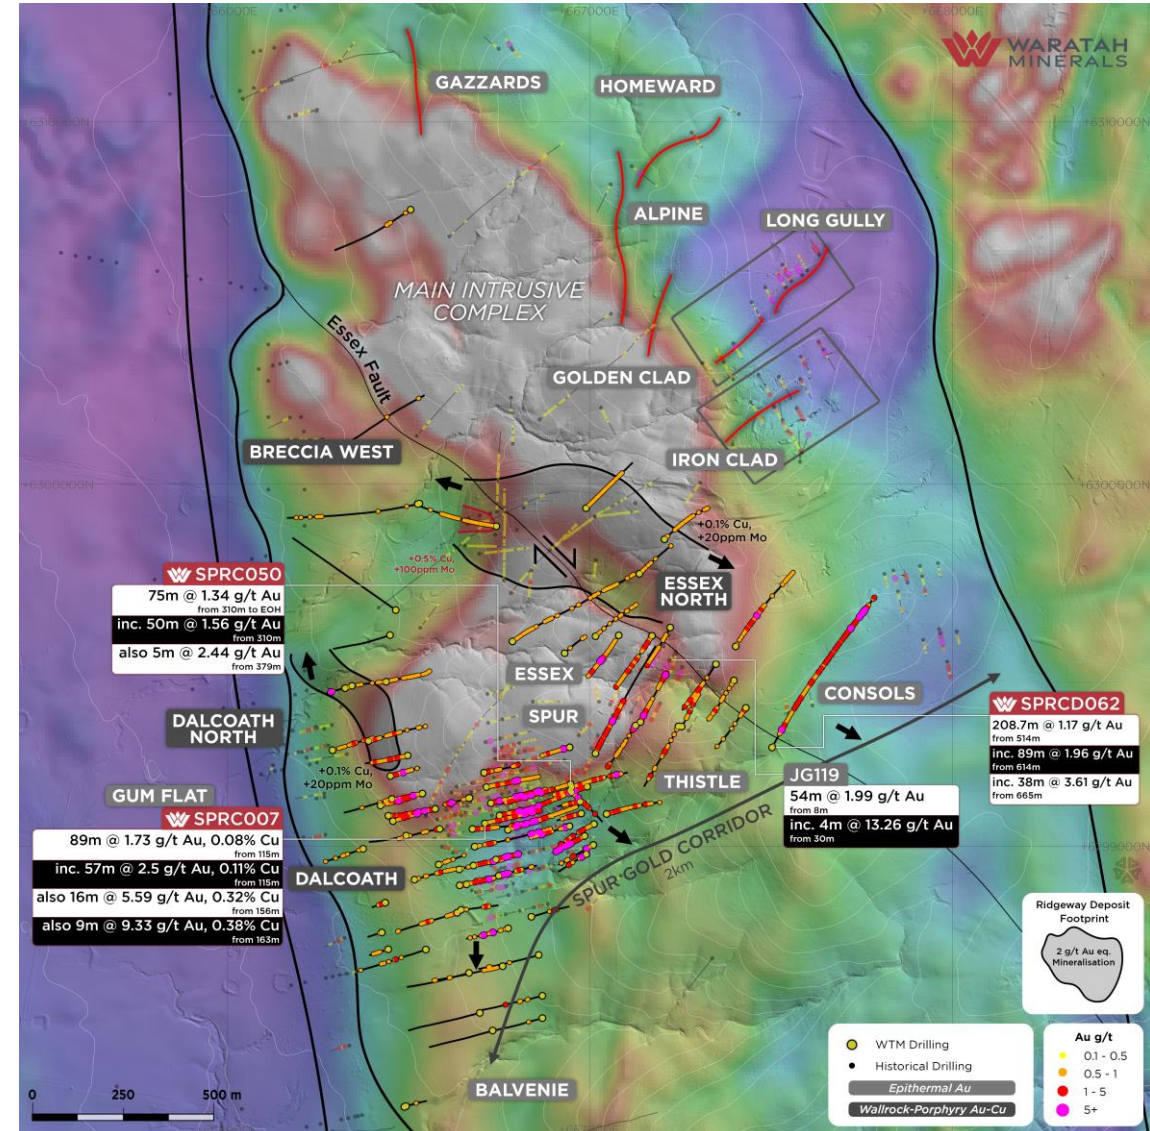 666000E
+667000E
+668000E
WARATAH
MINERALS
GAZZARDS
HOMEWARD
+6310000N
+6310000N
ALPINE
LONG GULLY
MAIN INTRUSIVE
COMPLEX
Essex Fault
GOLDEN CLAD
BRECCIA WEST
IRON CLAD
+6300000N
+6300000N
+0.1% Cu,
+20ppm Mo
+0.5% Cu,
+100ppm Mo
ESSEX
NORTH
SPRC050
75m @ 1.34 g/t Au
from 310m to EOH
inc. 50m @ 1.56 g/t Au
from 310m
also 5m @ 2.44 g/t Au
from 379m
ESSEX
CONSOLS
SPUR
DALCOATH
NORTH
SPRCD062
208.7m @ 1.17 g/t Au
from 514m
inc. 89m @ 1.96 g/t Au
from 614m
inc. 38m @ 3.61 g/t Au
from 665m
+0.1% Cu,
+20ppm Mo
THISTLE
JG119
54m @ 1.99 g/t Au
from 8m
inc. 4m @ 13.26 g/t Au
from 30m
GUM FLAT
SPRC007
89m @ 1.73 g/t Au, 0.08% Cu
from 115m
inc. 57m @ 2.5 g/t Au, 0.11% Cu
from 115m
also 16m @ 5.59 g/t Au, 0.32% Cu
from 156m
also 9m @ 9.33 g/t Au, 0.38% Cu
from 163m
+6299000N
DALCOATH
SPUR GOLD CORRIDOR
2km
Ridgeway Deposit
Footprint
2 g/t Au eq.
Mineralisation
BALVENIE
0 250 500 m
WTM Drilling
Historical Drilling
Epithermal Au
Wallrock-Porphyry Au-Cu
Au g/t
0.1 - 0.5
0.5 - 1
1 - 5
5+